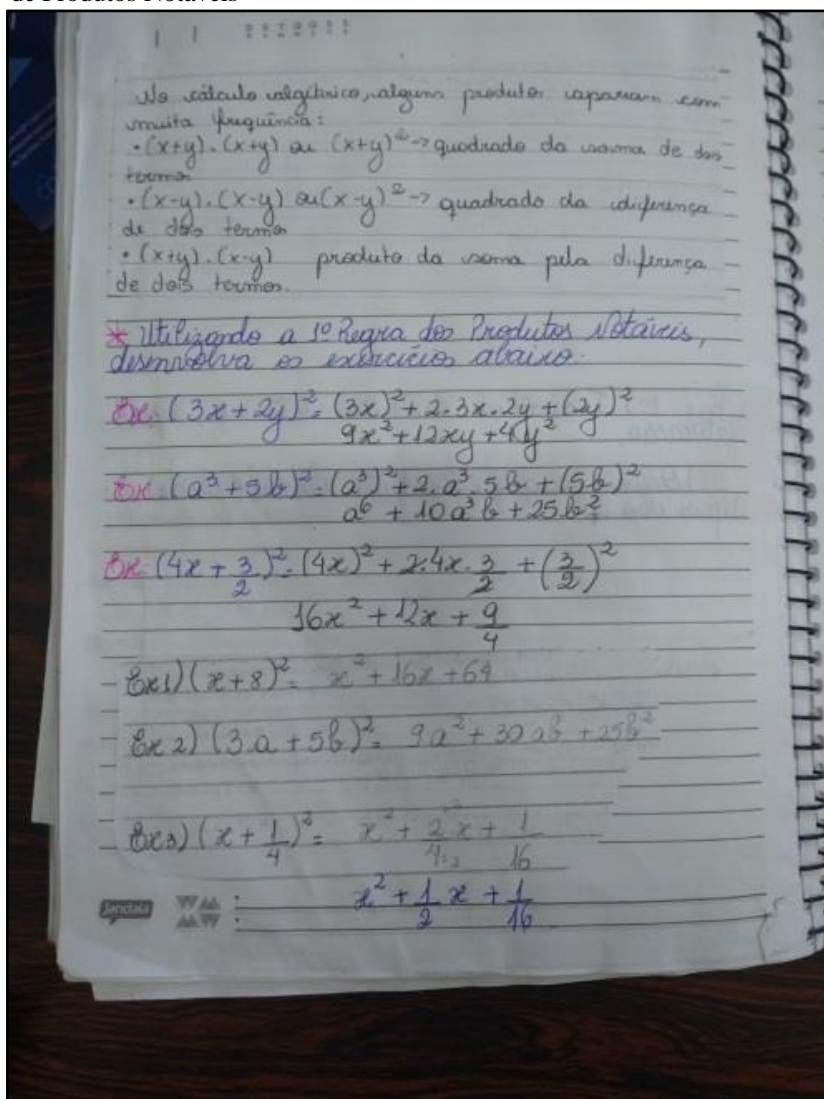 de Produtos Notáveis
No cálculo algébrico, alguns produtos aparecem com
muita frequência:
• (x+y).(x+y) ou (x+y)² -> quadrado da soma de dois
termos
• (x-y).(x-y) ou (x-y)² -> quadrado da diferença
de dois termos
• (x+y).(x-y) produto da soma pela diferença
de dois termos.
* Utilizando a 1º Regra dos Produtos Notáveis,
desenvolva os exercícios abaixo.
Ex: (3x + 2y)² = (3x)² + 2.3x.2y + (2y)²
9x² + 12xy + 4y²
Ex: (a³ + 5b)² = (a³)² + 2.a³.5b + (5b)²
a⁶ + 10a³b + 25b²
Ex: (4x + 3/2)² = (4x)² + 2.4x.3/2 + (3/2)²
16x² + 12x + 9/4
Ex1) (x+8)² = x² + 16x + 64
Ex2) (3.a + 5b)² = 9a² + 30ab + 25b²
Ex3) (x + 1/4)² = x² + 2/4 x + 1/16
x² + 1/2 x + 1/16
jandaia